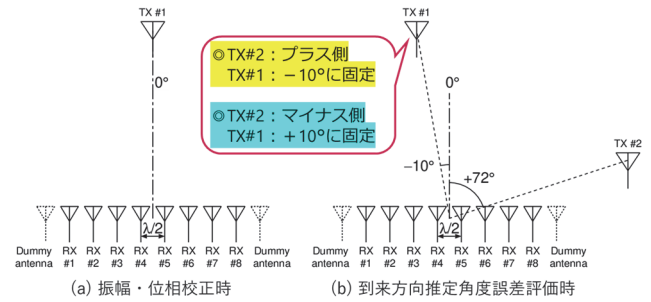 TX #1
0°
λ/2
Dummy antenna
RX #1
RX #2
RX #3
RX #4
RX #5
RX #6
RX #7
RX #8
Dummy antenna
(a) 振幅・位相校正時
◎TX#2：プラス側
TX#1：−10°に固定
◎TX#2：マイナス側
TX#1：+10°に固定
TX #1
0°
TX #2
−10°
+72°
λ/2
Dummy antenna
RX #1
RX #2
RX #3
RX #4
RX #5
RX #6
RX #7
RX #8
Dummy antenna
(b) 到来方向推定角度誤差評価時